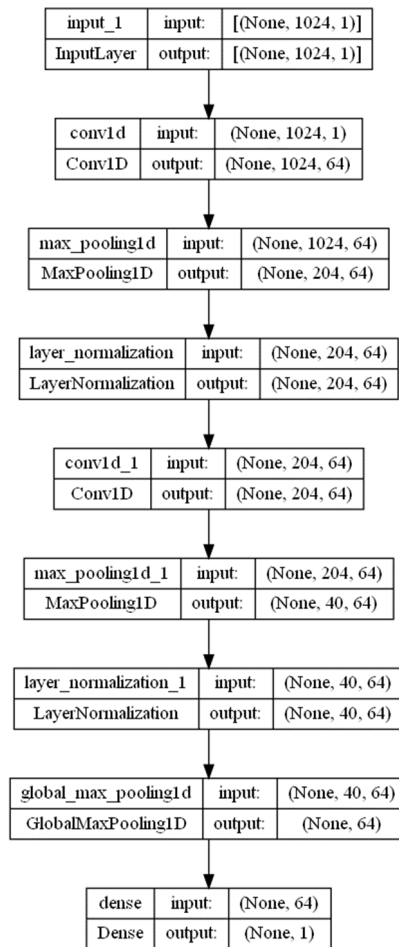 input_1 input: [(None, 1024, 1)]
InputLayer output: [(None, 1024, 1)]
conv1d input: (None, 1024, 1)
Conv1D output: (None, 1024, 64)
max_pooling1d input: (None, 1024, 64)
MaxPooling1D output: (None, 204, 64)
layer_normalization input: (None, 204, 64)
LayerNormalization output: (None, 204, 64)
conv1d_1 input: (None, 204, 64)
Conv1D output: (None, 204, 64)
max_pooling1d_1 input: (None, 204, 64)
MaxPooling1D output: (None, 40, 64)
layer_normalization_1 input: (None, 40, 64)
LayerNormalization output: (None, 40, 64)
global_max_pooling1d input: (None, 40, 64)
GlobalMaxPooling1D output: (None, 64)
dense input: (None, 64)
Dense output: (None, 1)